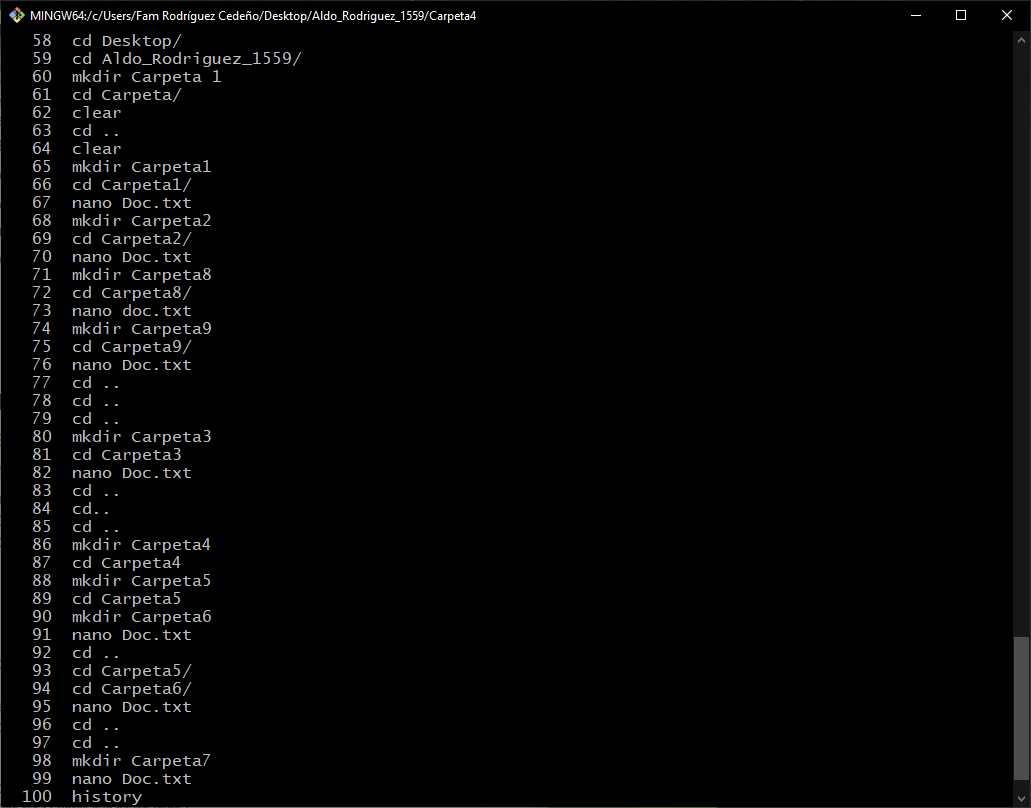 MINGW64:/c/Users/Fam Rodríguez Cedeño/Desktop/Aldo_Rodriguez_1559/Carpeta4
58 cd Desktop/
59 cd Aldo_Rodriguez_1559/
60 mkdir Carpeta 1
61 cd Carpeta/
62 clear
63 cd ..
64 clear
65 mkdir Carpeta1
66 cd Carpeta1/
67 nano Doc.txt
68 mkdir Carpeta2
69 cd Carpeta2/
70 nano Doc.txt
71 mkdir Carpeta8
72 cd Carpeta8/
73 nano doc.txt
74 mkdir Carpeta9
75 cd Carpeta9/
76 nano Doc.txt
77 cd ..
78 cd ..
79 cd ..
80 mkdir Carpeta3
81 cd Carpeta3
82 nano Doc.txt
83 cd ..
84 cd..
85 cd ..
86 mkdir Carpeta4
87 cd Carpeta4
88 mkdir Carpeta5
89 cd Carpeta5
90 mkdir Carpeta6
91 nano Doc.txt
92 cd ..
93 cd Carpeta5/
94 cd Carpeta6/
95 nano Doc.txt
96 cd ..
97 cd ..
98 mkdir Carpeta7
99 nano Doc.txt
100 history